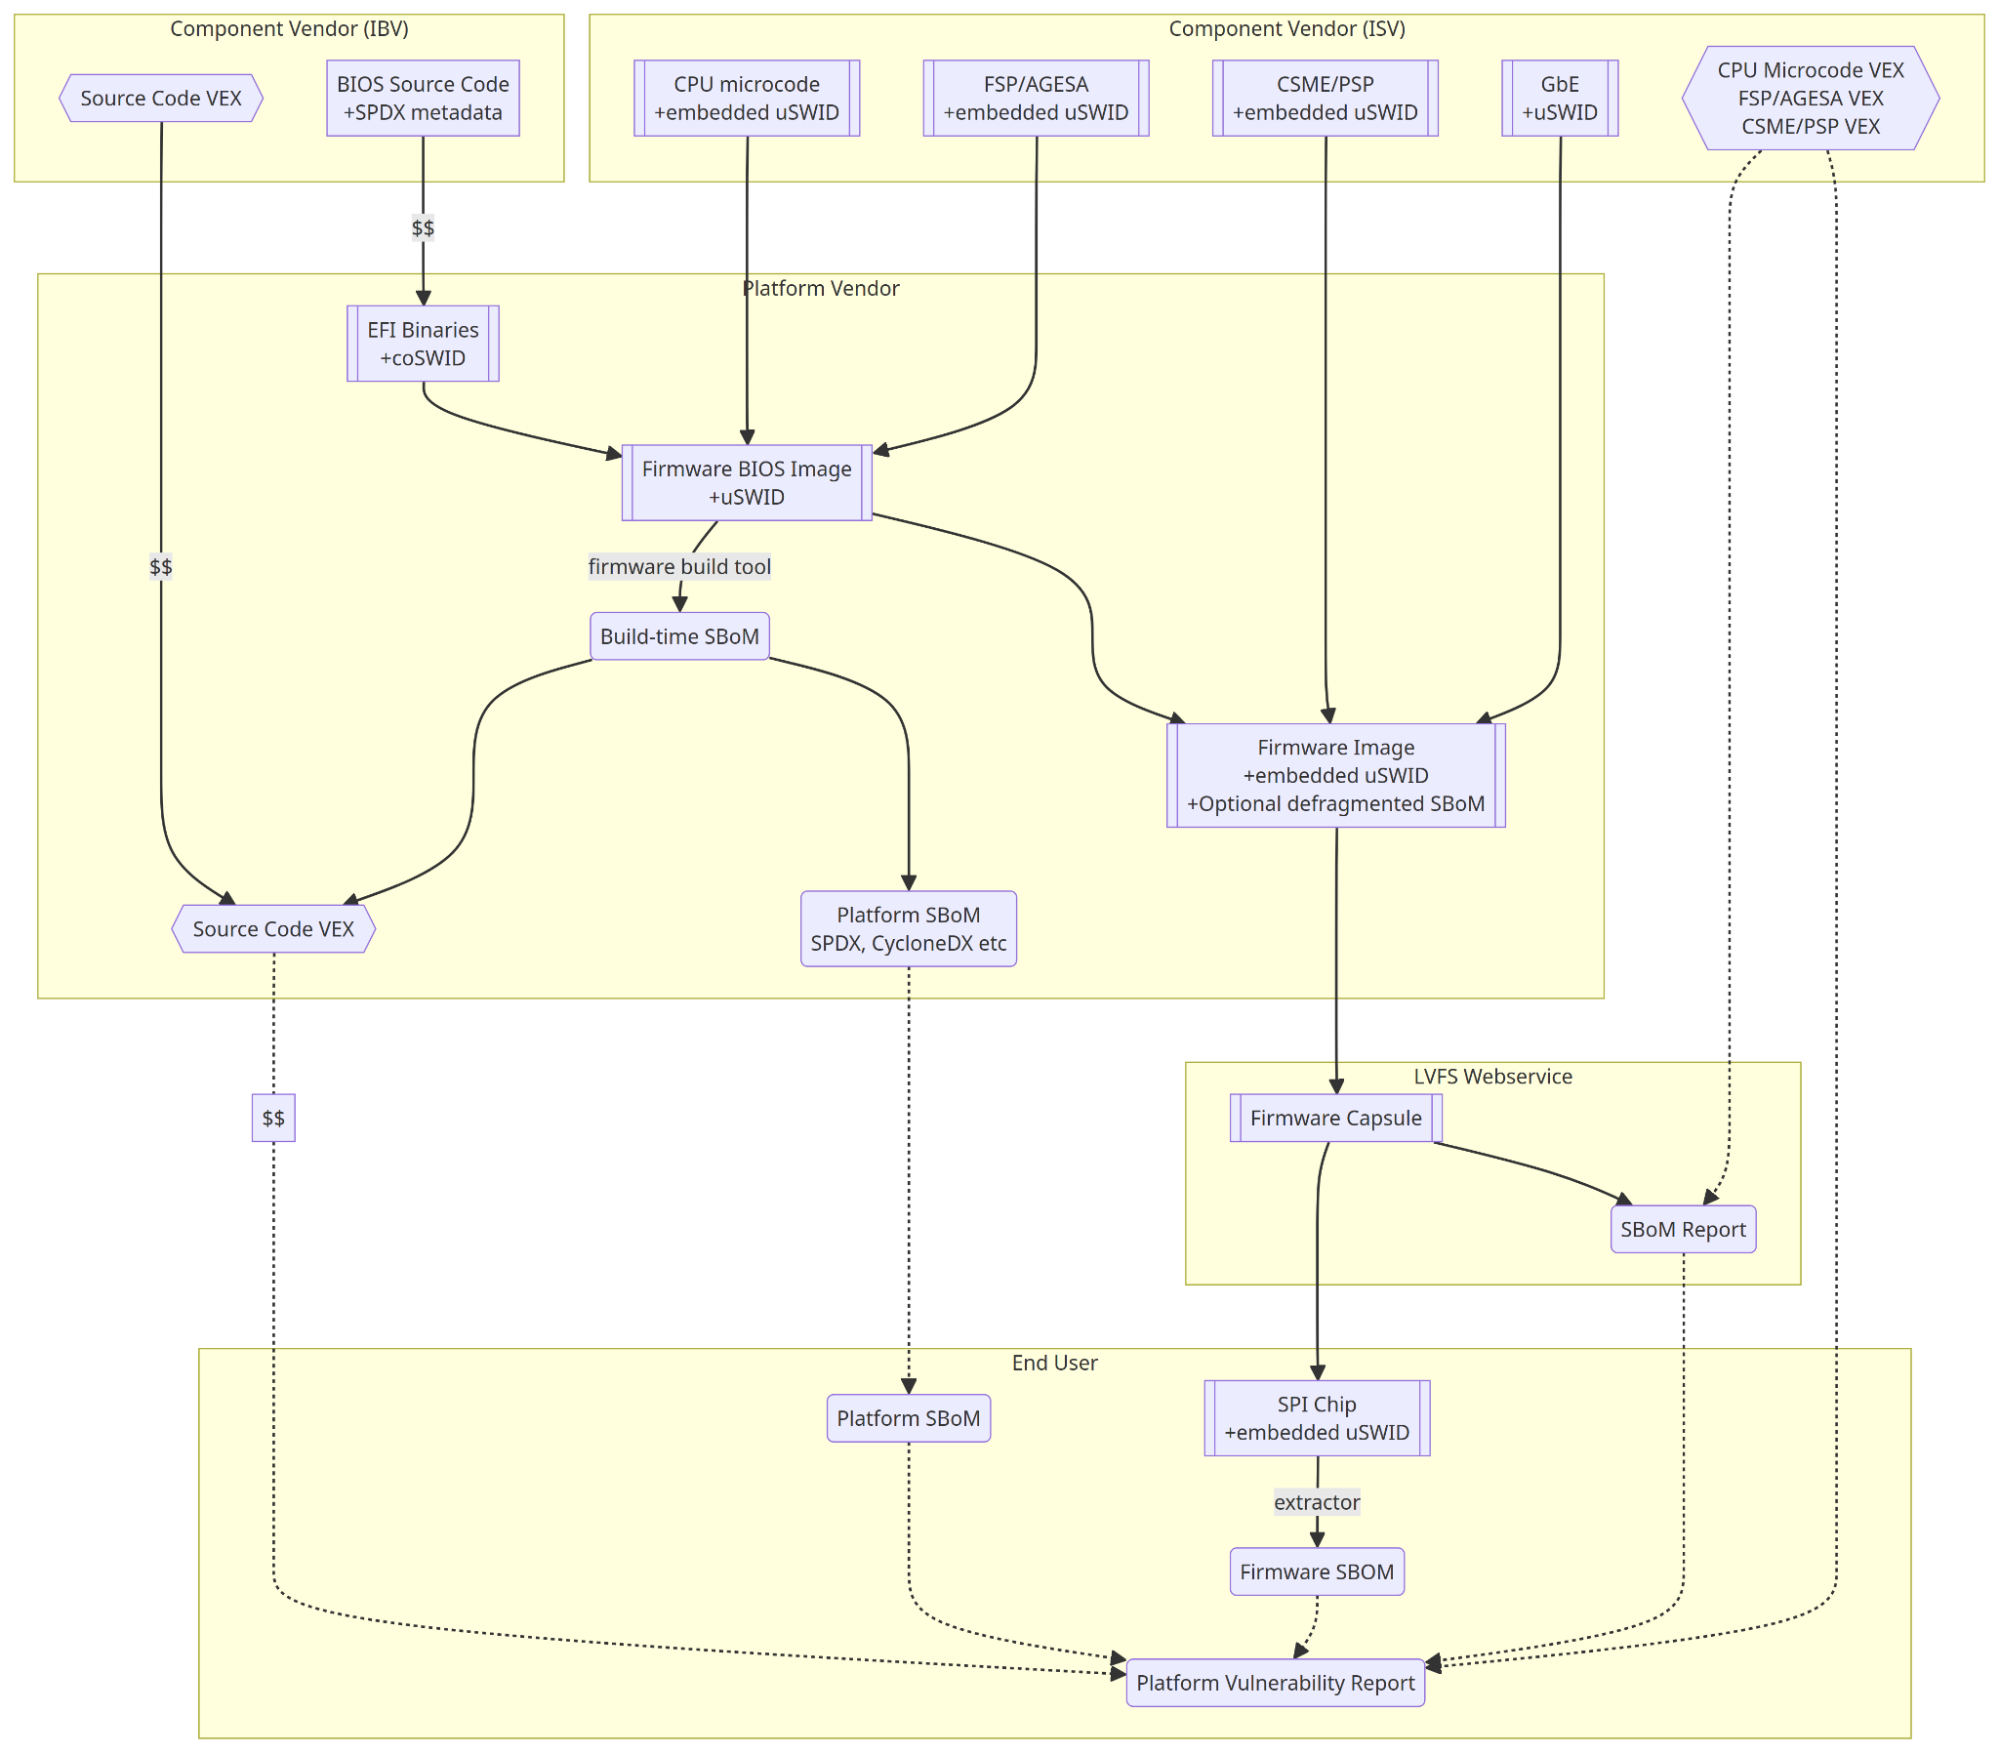 Component Vendor (IBV)
Component Vendor (ISV)
Source Code VEX
BIOS Source Code
+SPDX metadata
CPU microcode
+embedded uSWID
FSP/AGESA
+embedded uSWID
CSME/PSP
+embedded uSWID
GbE
+uSWID
CPU Microcode VEX
FSP/AGESA VEX
CSME/PSP VEX
$$
Platform Vendor
EFI Binaries
+coSWID
Firmware BIOS Image
+uSWID
$$
firmware build tool
Build-time SBoM
Firmware Image
+embedded uSWID
+Optional defragmented SBoM
Source Code VEX
Platform SBoM
SPDX, CycloneDX etc
LVFS Webservice
$$
Firmware Capsule
SBoM Report
End User
Platform SBoM
SPI Chip
+embedded uSWID
extractor
Firmware SBOM
Platform Vulnerability Report